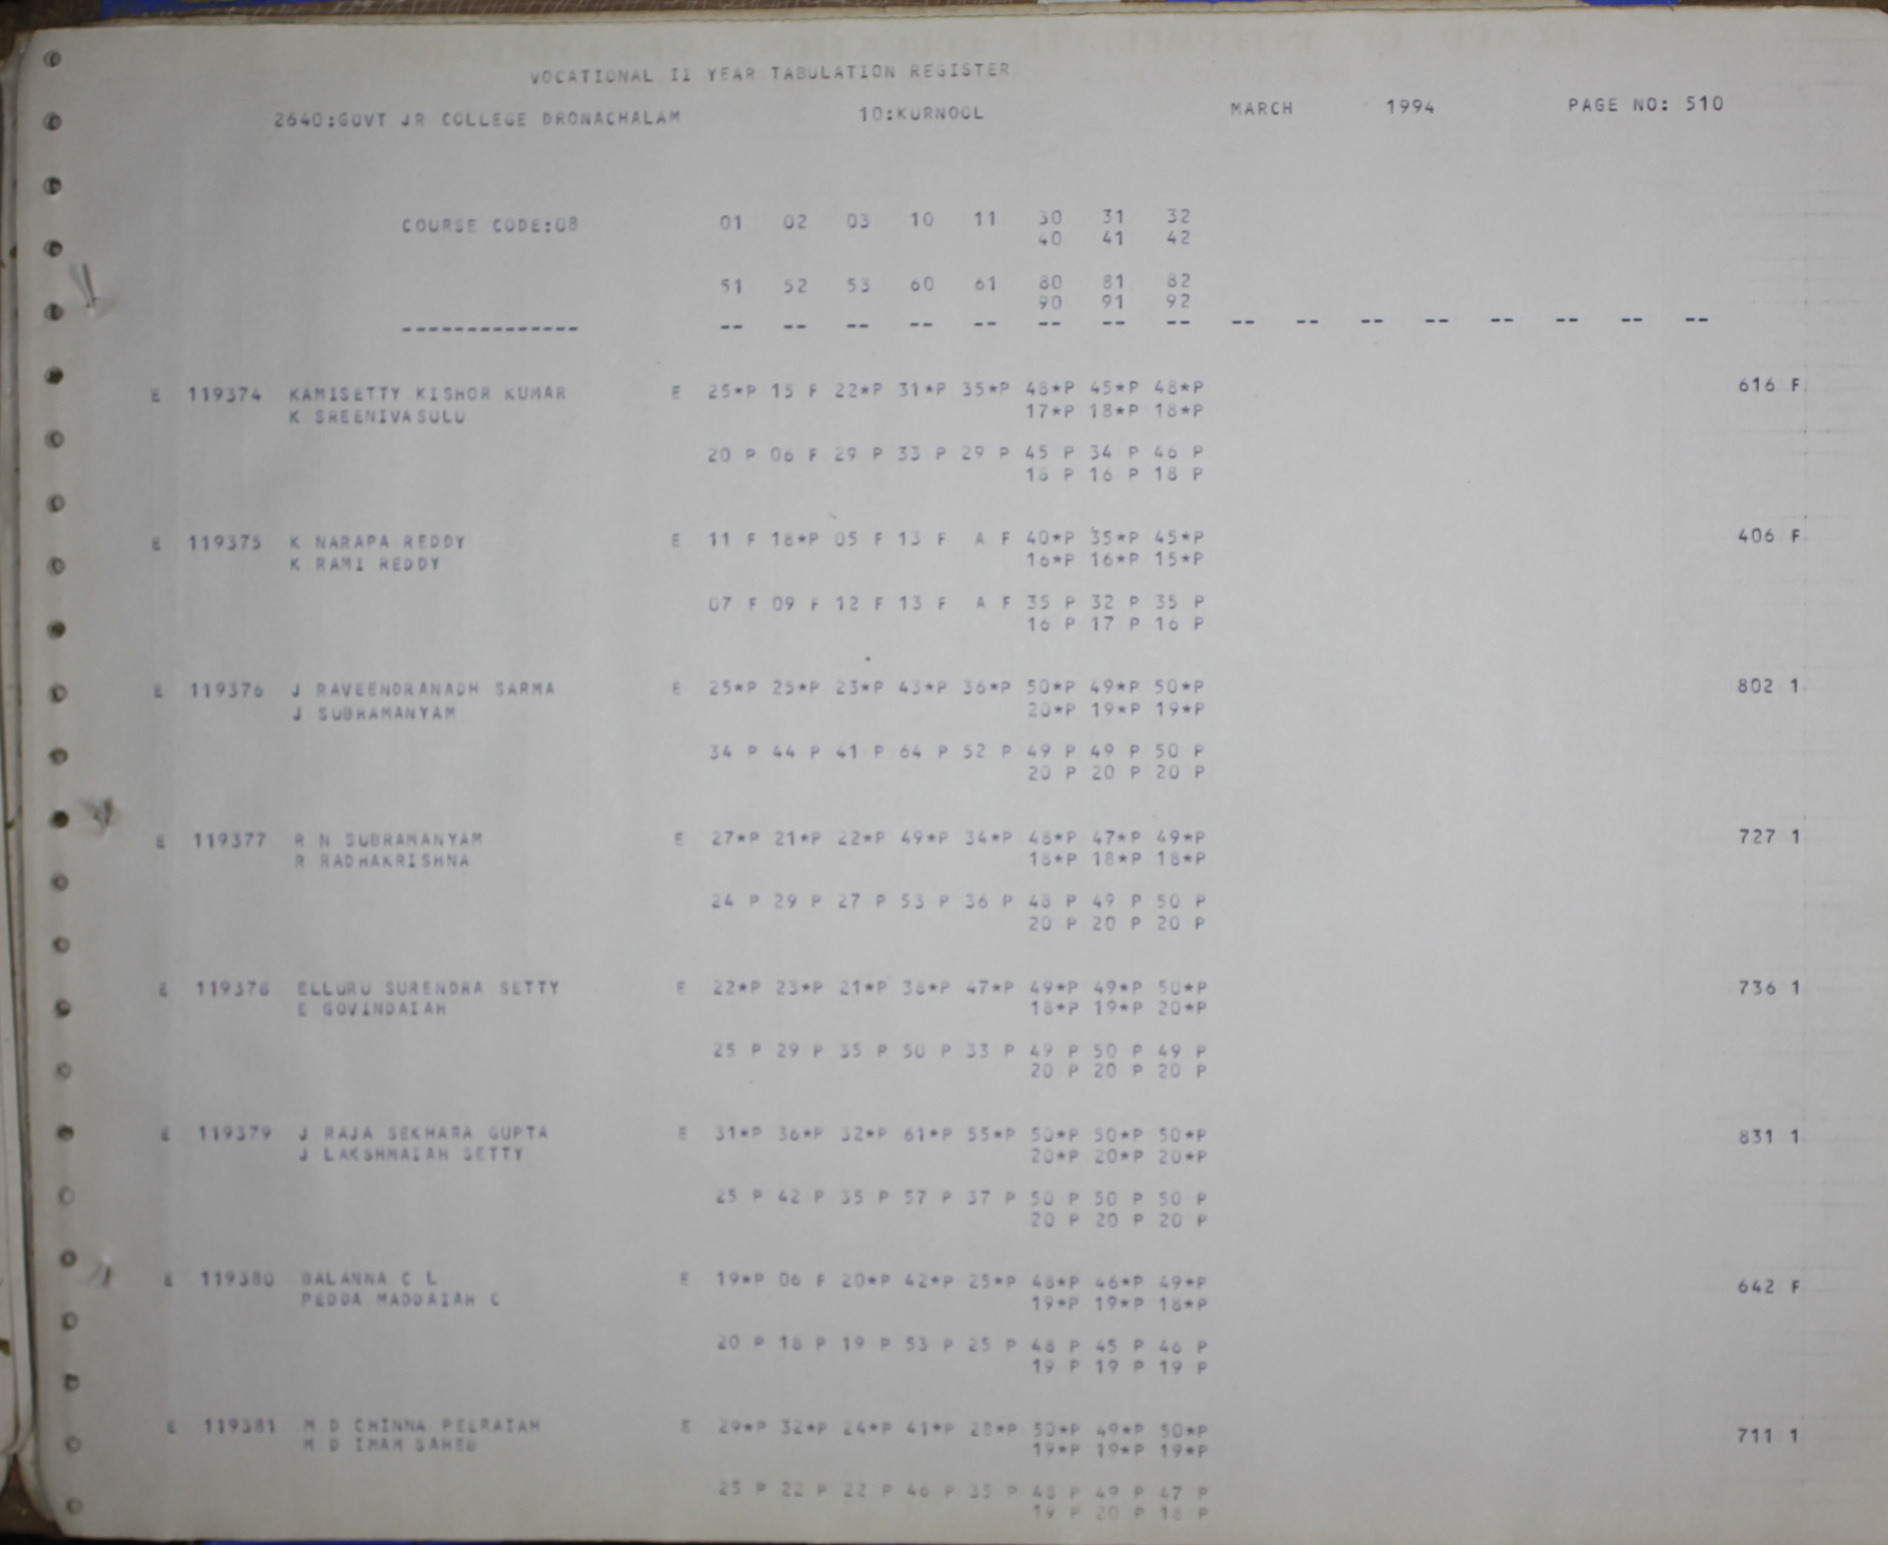 VOCATIONAL II YEAR TABULATION REGISTER
2640:GOVT JR COLLEGE DRONACHALAM 10:KURNOOL MARCH 1994 PAGE NO: 510
COURSE CODE:08 01 02 03 10 11 30 31 32
40 41 42
51 52 53 60 61 80 81 82
90 91 92
-------------- -- -- -- -- -- -- -- -- -- -- -- -- -- -- -- --
E 119374 KAMISETTY KISHOR KUMAR E 25*P 15 F 22*P 31*P 35*P 48*P 45*P 48*P 616 F
K SREENIVASULU 17*P 18*P 18*P
20 P 06 F 29 P 33 P 29 P 45 P 34 P 46 P
18 P 16 P 18 P
E 119375 K NARAPA REDDY E 11 F 18*P 05 F 13 F A F 40*P 35*P 45*P 406 F
K RAMI REDDY 16*P 16*P 15*P
07 F 09 F 12 F 13 F A F 35 P 32 P 35 P
16 P 17 P 16 P
E 119376 J RAVEENDRANADH SARMA E 25*P 25*P 23*P 43*P 36*P 50*P 49*P 50*P 802 1
J SUBRAMANYAM 20*P 19*P 19*P
34 P 44 P 41 P 64 P 52 P 49 P 49 P 50 P
20 P 20 P 20 P
E 119377 R N SUBRAMANYAM E 27*P 21*P 22*P 49*P 34*P 48*P 47*P 49*P 727 1
R RADHAKRISHNA 18*P 18*P 18*P
24 P 29 P 27 P 53 P 36 P 48 P 49 P 50 P
20 P 20 P 20 P
E 119378 ELLURU SURENDRA SETTY E 22*P 23*P 21*P 38*P 47*P 49*P 49*P 50*P 736 1
E GOVINDAIAH 18*P 19*P 20*P
25 P 29 P 35 P 50 P 33 P 49 P 50 P 49 P
20 P 20 P 20 P
E 119379 J RAJA SEKHARA GUPTA E 31*P 36*P 32*P 61*P 55*P 50*P 50*P 50*P 831 1
J LAKSHMAIAH SETTY 20*P 20*P 20*P
25 P 42 P 35 P 57 P 37 P 50 P 50 P 50 P
20 P 20 P 20 P
E 119380 BALANNA C L E 19*P 06 F 20*P 42*P 25*P 48*P 46*P 49*P 642 F
PEDDA MADDAIAH C 19*P 19*P 18*P
20 P 18 P 19 P 53 P 25 P 48 P 45 P 46 P
19 P 19 P 19 P
E 119381 M D CHINNA PEERAIAH E 29*P 32*P 24*P 41*P 28*P 50*P 49*P 50*P 711 1
M D IMAM SAHEB 19*P 19*P 19*P
25 P 22 P 22 P 46 P 35 P 48 P 49 P 47 P
19 P 20 P 18 P